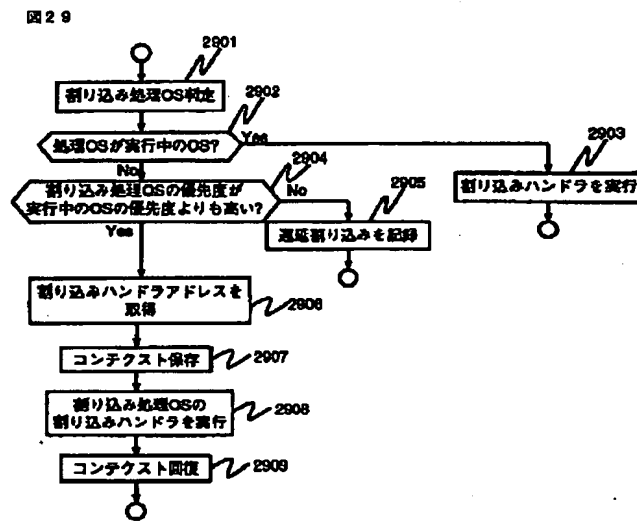 図29
2901
割り込み処理OS判定
2902
処理OSが実行中のOS?
Yes
2903
割り込みハンドラを実行
No
2904
割り込み処理OSの優先度が
実行中のOSの優先度よりも高い?
No
2905
遅延割り込みを記録
Yes
割り込みハンドラアドレスを
取得
2906
コンテクスト保存
2907
割り込み処理OSの
割り込みハンドラを実行
2908
コンテクスト回復
2909